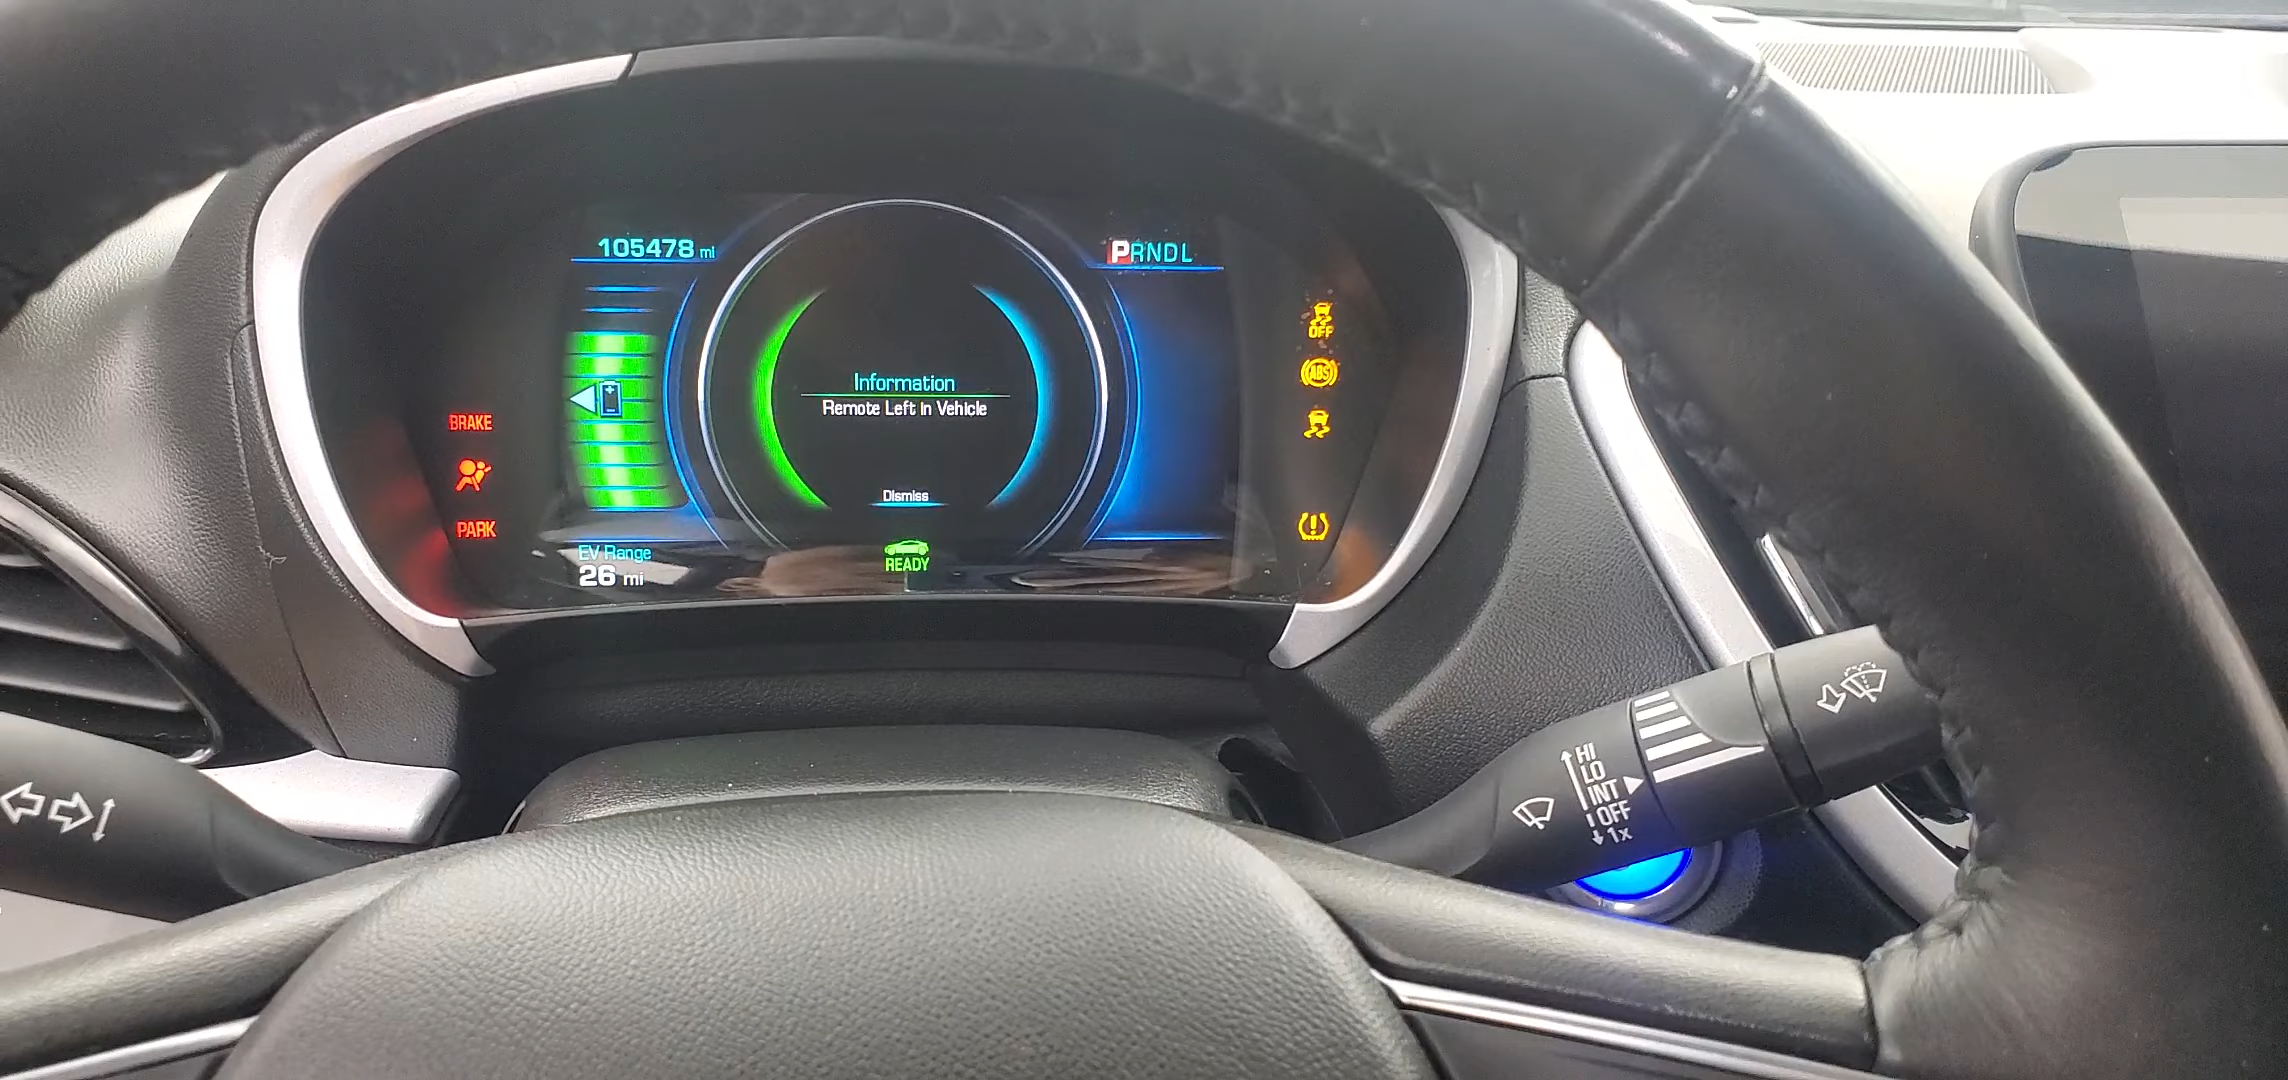 105478 mi
PRNDL
OFF
ABS
Information
Remote Left in Vehicle
BRAKE
Dismiss
PARK
EV Range
26 mi
READY
HI
LO
INT
OFF
1x